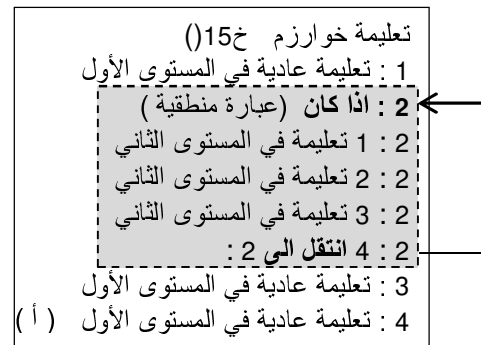 تعليمة خوارزم خ15()
1 : تعليمة عادية في المستوى الأول
2 : اذا كان (عبارة منطقية )
2 : 1 تعليمة في المستوى الثاني
2 : 2 تعليمة في المستوى الثاني
2 : 3 تعليمة في المستوى الثاني
2 : 4 انتقل الى 2 :
3 : تعليمة عادية في المستوى الأول
4 : تعليمة عادية في المستوى الأول ( أ )